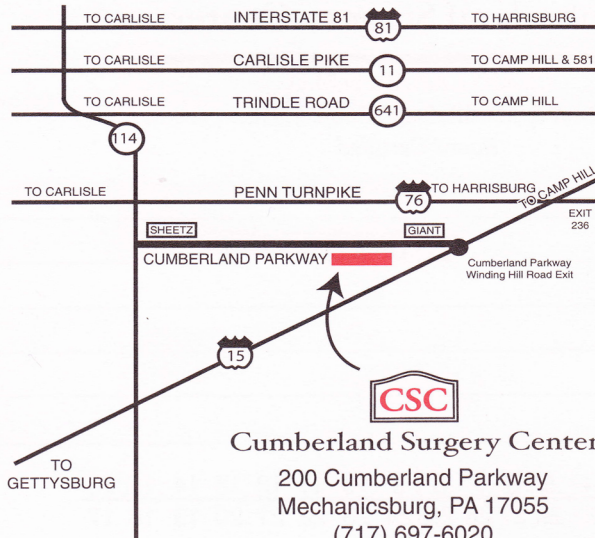 TO CARLISLE INTERSTATE 81 81 TO HARRISBURG
TO CARLISLE CARLISLE PIKE 11 TO CAMP HILL & 581
TO CARLISLE TRINDLE ROAD 641 TO CAMP HILL
114
TO CARLISLE PENN TURNPIKE 76 TO HARRISBURG TO CAMP HILL
EXIT
236
SHEETZ GIANT
CUMBERLAND PARKWAY
Cumberland Parkway
Winding Hill Road Exit
15
TO
GETTYSBURG
CSC
Cumberland Surgery Center
200 Cumberland Parkway
Mechanicsburg, PA 17055
(717) 697-6020